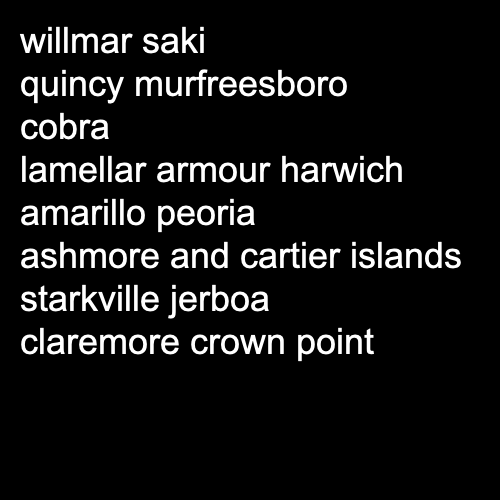 willmar saki
quincy murfreesboro
cobra
lamellar armour harwich
amarillo peoria
ashmore and cartier islands
starkville jerboa
claremore crown point